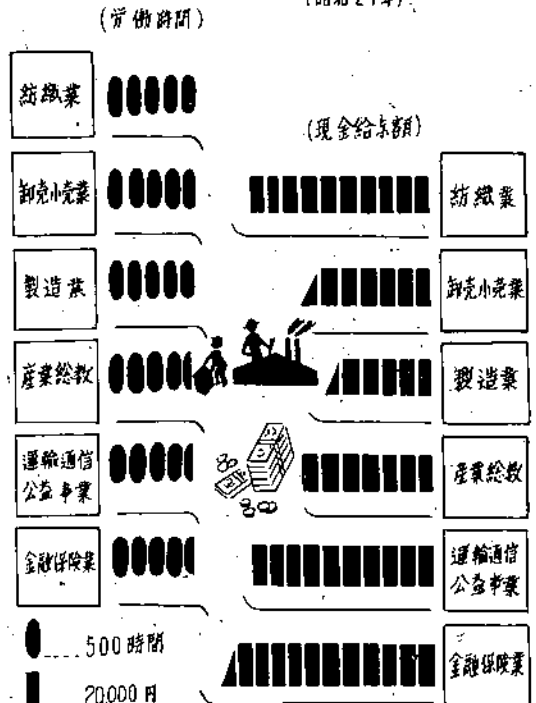 (労働時間)
紡織業
卸売小売業
製造業
産業総数
運輸通信
公益事業
金融保険業
500時間
20,000円
(現金給与額)
紡織業
卸売小売業
製造業
産業総数
運輸通信
公益事業
金融保険業